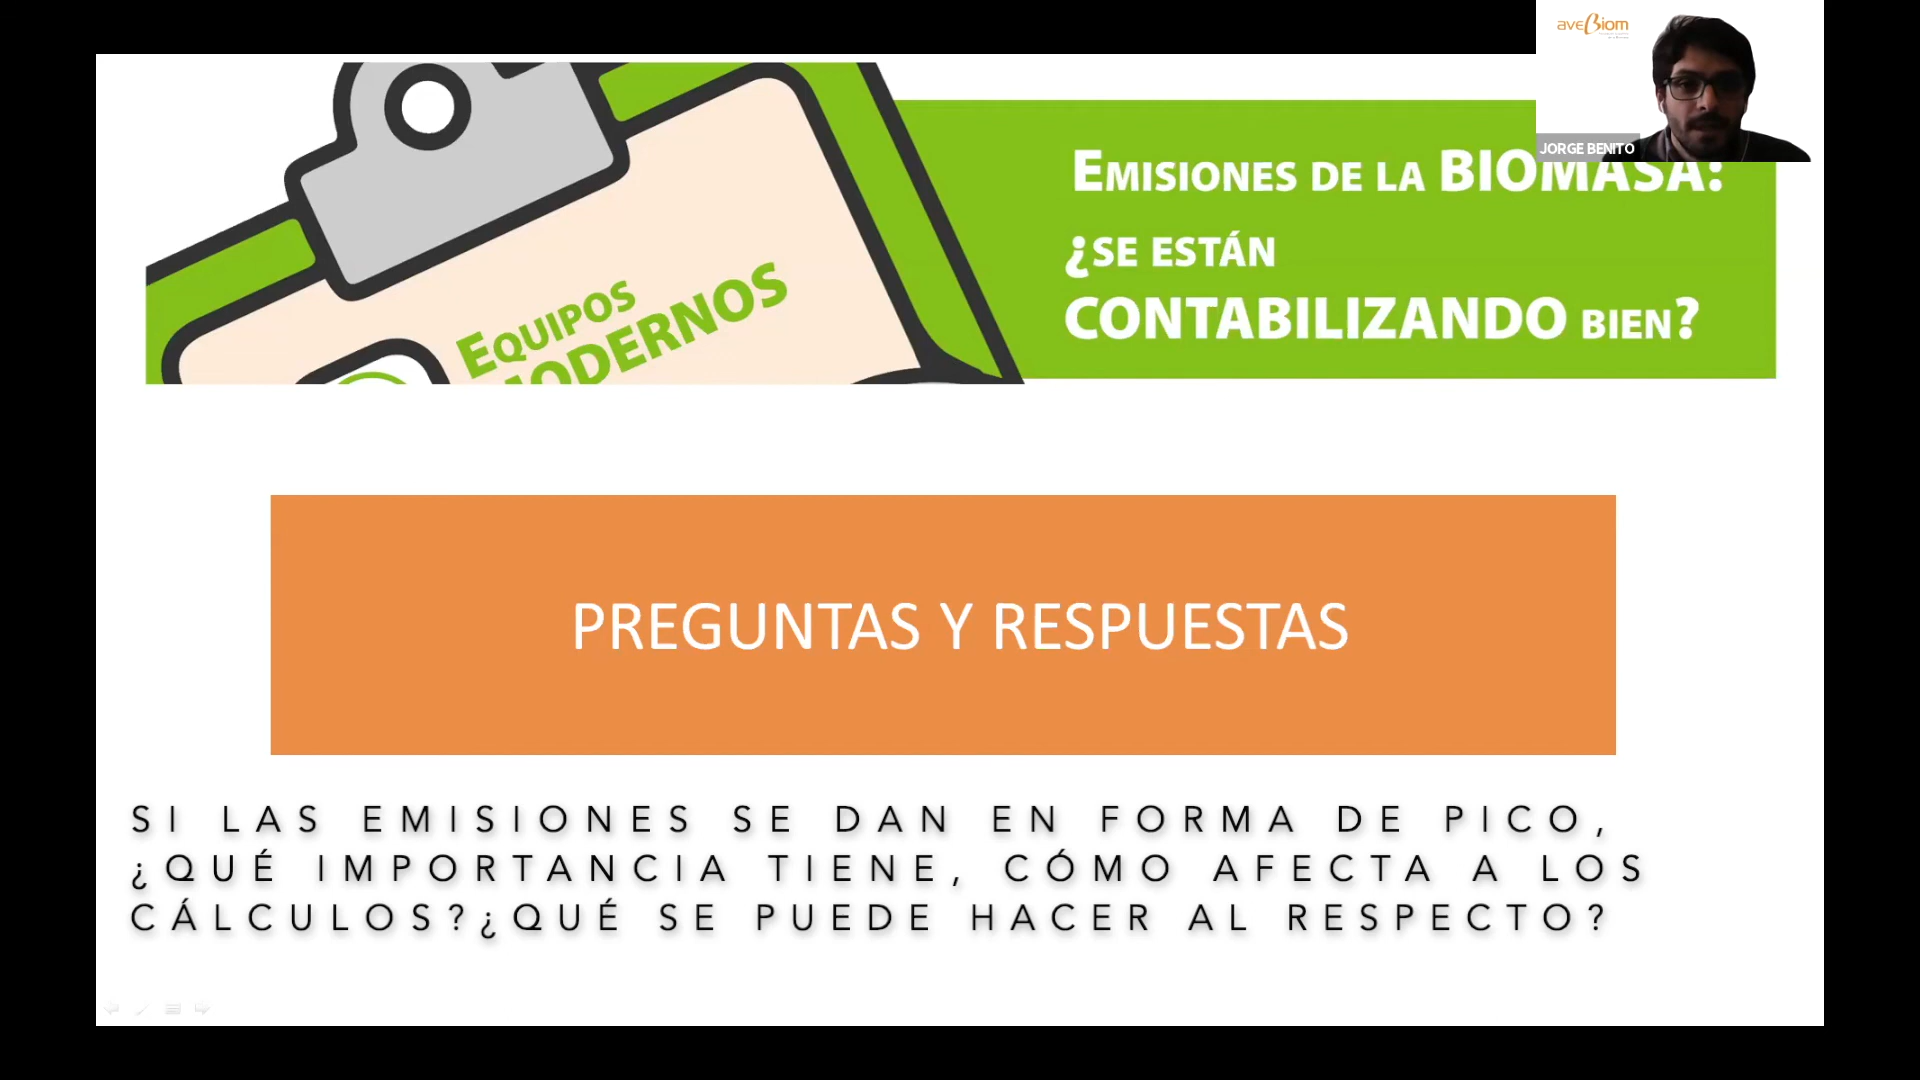 aveBiom
JORGE BENITO
EMISIONES DE LA BIOMASA:
¿SE ESTÁN
CONTABILIZANDO BIEN?
EQUIPOS
MODERNOS
PREGUNTAS Y RESPUESTAS
SI LAS EMISIONES SE DAN EN FORMA DE PICO,
¿QUÉ IMPORTANCIA TIENE, CÓMO AFECTA A LOS
CÁLCULOS?¿QUÉ SE PUEDE HACER AL RESPECTO?